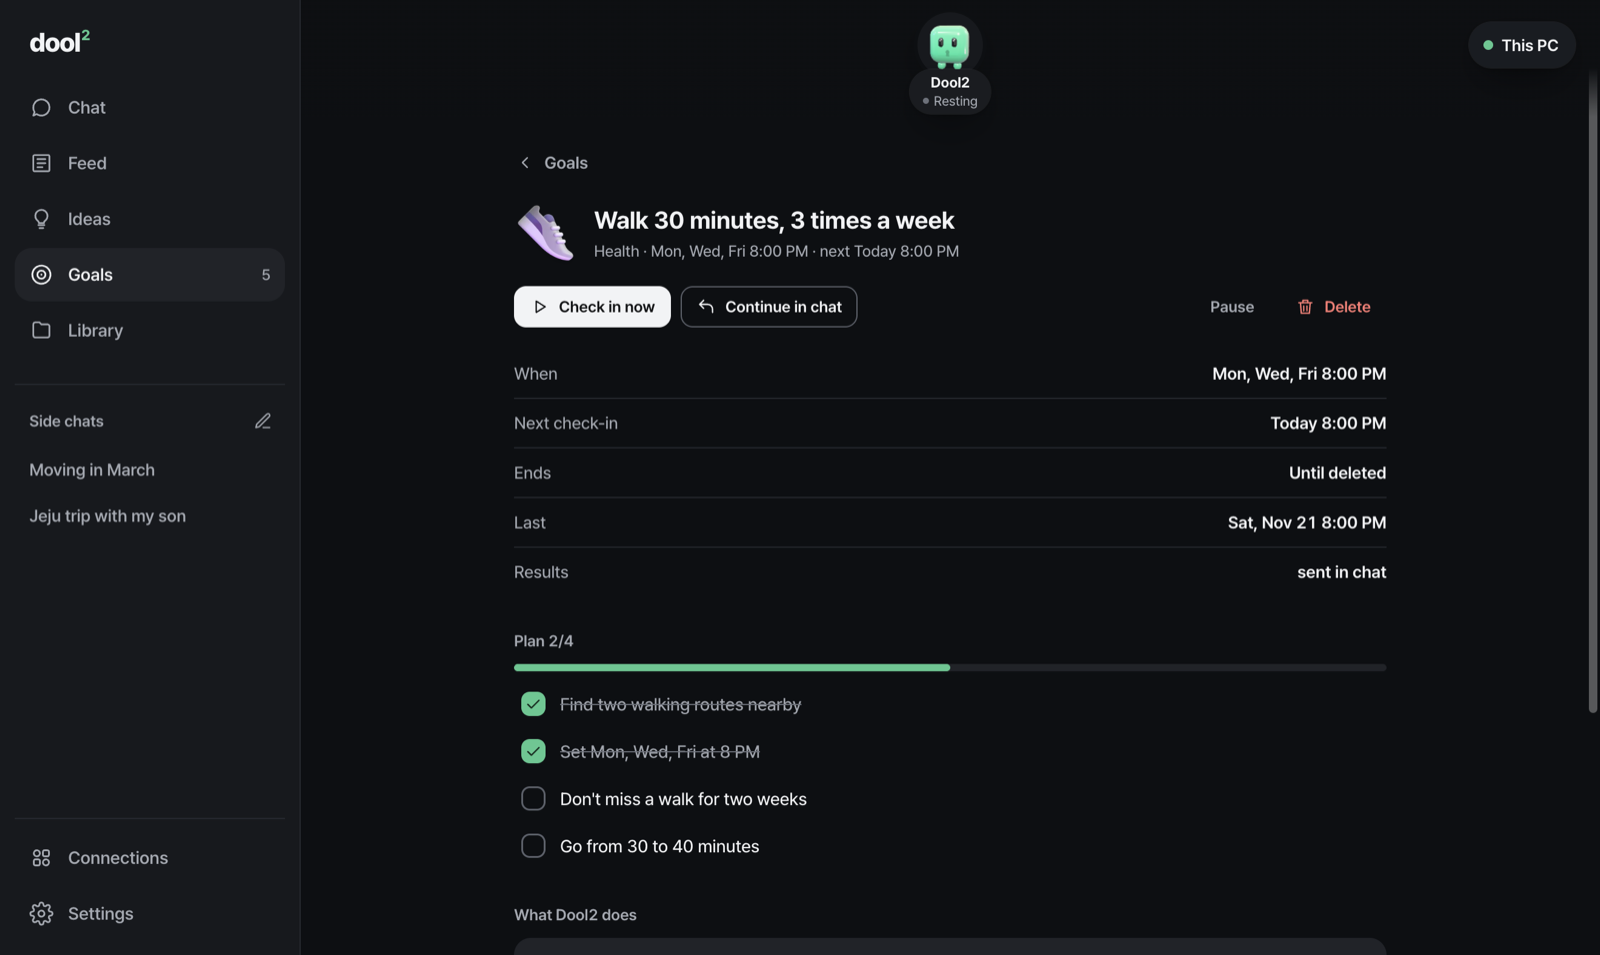 dool²
Chat
Feed
Ideas
Goals 5
Library
Side chats
Moving in March
Jeju trip with my son
Connections
Settings
Dool2
Resting
This PC
Goals
Walk 30 minutes, 3 times a week
Health · Mon, Wed, Fri 8:00 PM · next Today 8:00 PM
Check in now
Continue in chat
Pause
Delete
When Mon, Wed, Fri 8:00 PM
Next check-in Today 8:00 PM
Ends Until deleted
Last Sat, Nov 21 8:00 PM
Results sent in chat
Plan 2/4
Find two walking routes nearby
Set Mon, Wed, Fri at 8 PM
Don't miss a walk for two weeks
Go from 30 to 40 minutes
What Dool2 does